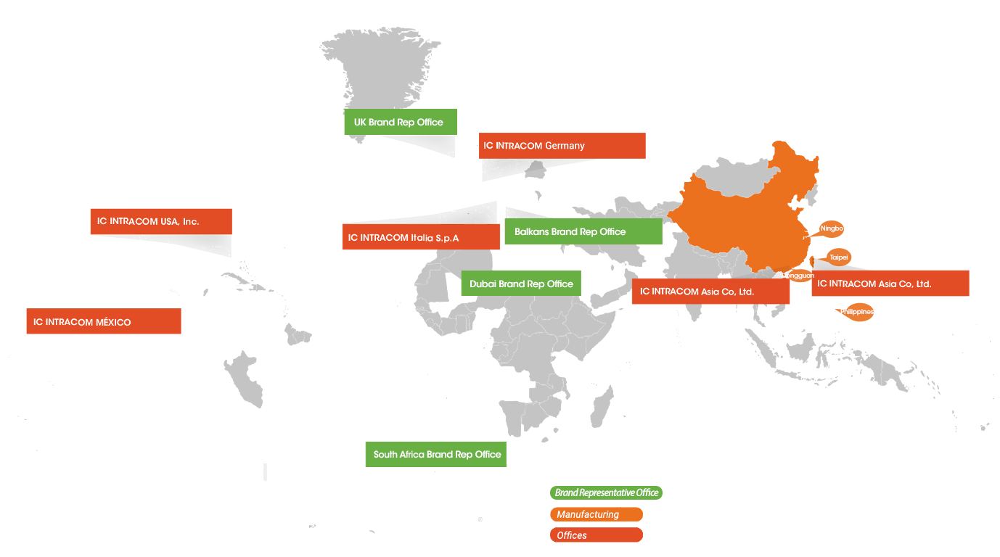 UK Brand Rep Office
IC INTRACOM Germany
IC INTRACOM USA, Inc.
IC INTRACOM Italia S.p.A
Balkans Brand Rep Office
Ningbo
Taipei
ongguan
Dubai Brand Rep Office
IC INTRACOM Asia Co, Ltd.
IC INTRACOM Asia Co, Ltd.
Philippines
IC INTRACOM MÉXICO
South Africa Brand Rep Office
Brand Representative Office
Manufacturing
Offices